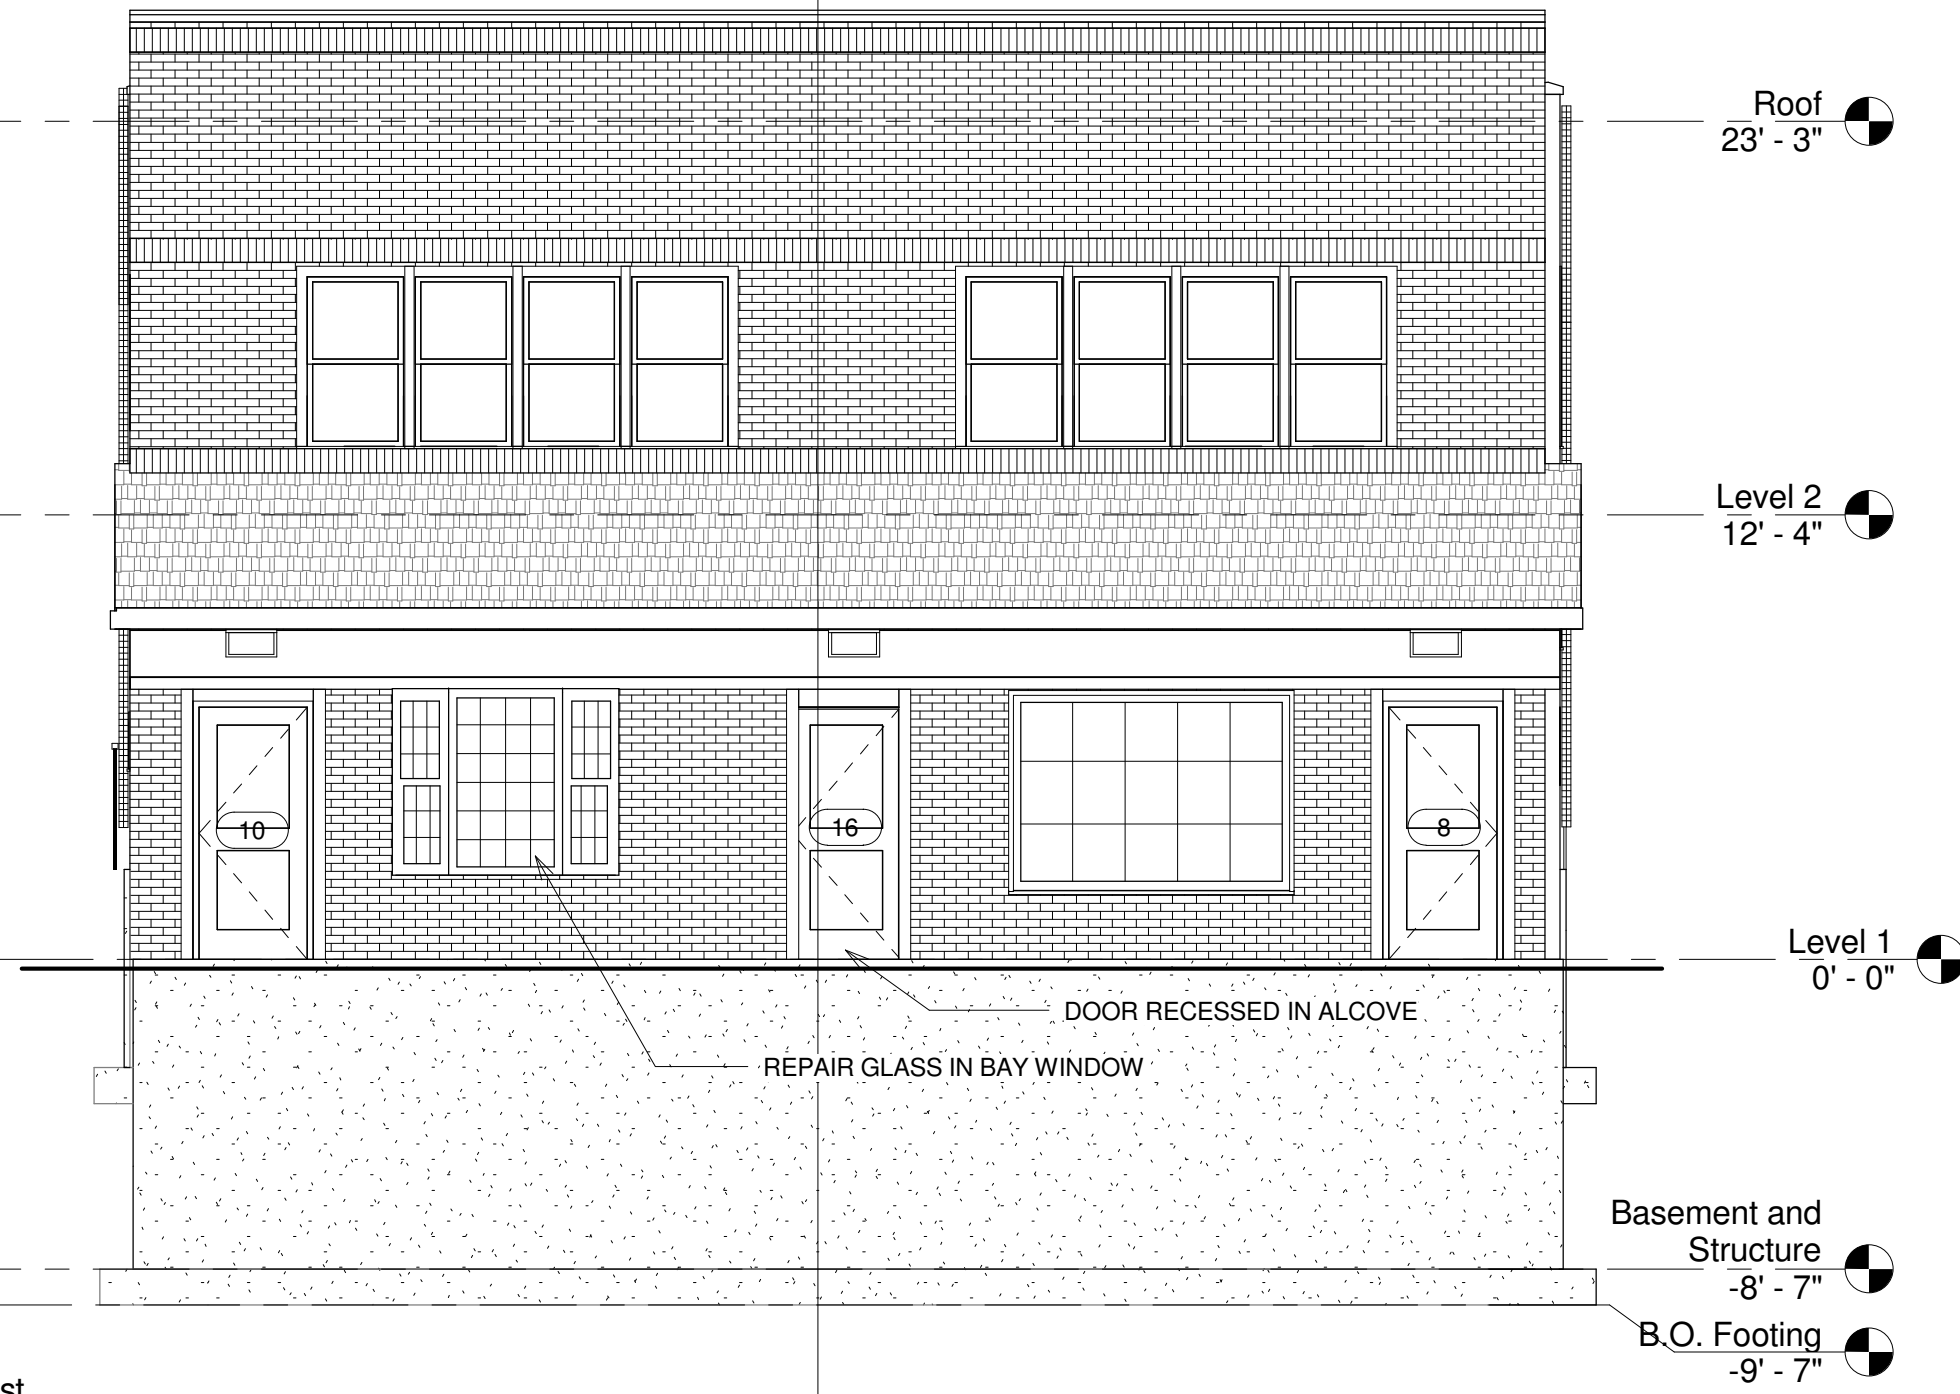 Roof
23' - 3"
Level 2
12' - 4"
10
16
8
Level 1
0' - 0"
DOOR RECESSED IN ALCOVE
REPAIR GLASS IN BAY WINDOW
Basement and
Structure
-8' - 7"
B.O. Footing
-9' - 7"
st